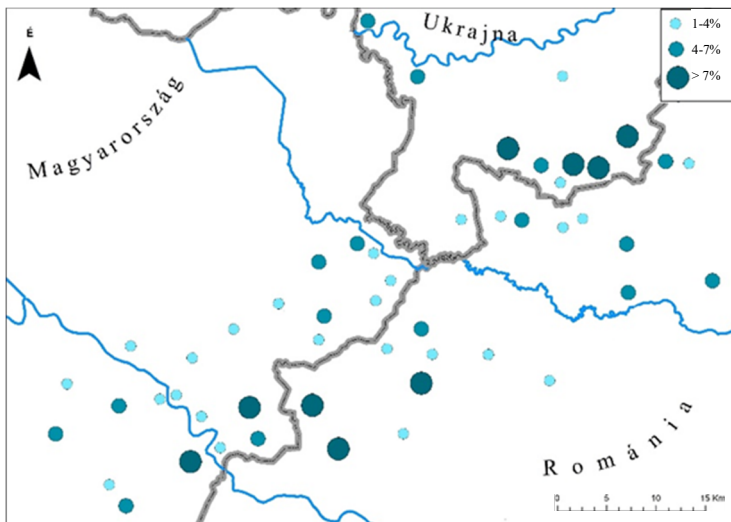 É
Ukrajna
1-4%
4-7%
> 7%
Magyarország
Románia
0 5 10 15 Km